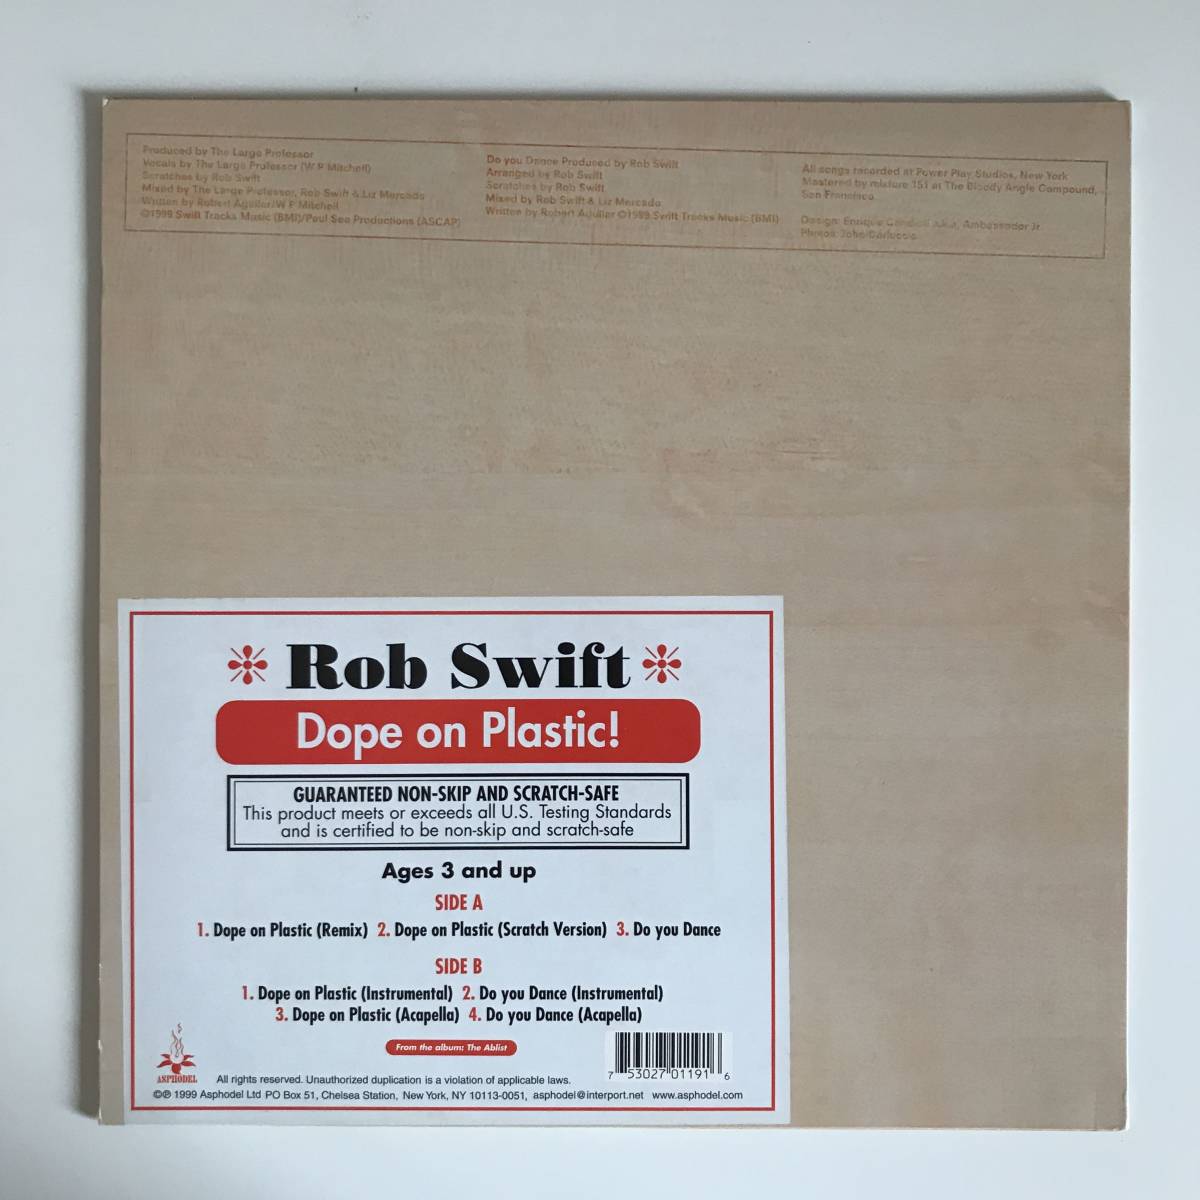 Produced by The Large Professor
Vocals by The Large Professor (W P Mitchell)
Scratches by Rob Swift
Mixed by The Large Professor, Rob Swift & Liz Mercado
Written by Robert Aguilar/W P Mitchell
©1999 Swift Tracks Music (BMI)/Paul Sea Productions (ASCAP)
Do you Dance Produced by Rob Swift
Arranged by Rob Swift
Scratches by Rob Swift
Mixed by Rob Swift & Liz Mercado
Written by Robert Aguilar ©1999 Swift Tracks Music (BMI)
All songs recorded at Power Play Studios, New York
Mastered by mixture 151 at The Bloody Angle Compound,
San Francisco.
Design: Enrique a.k.a. Ambassador Jr.
Photos: John Carluccio
Rob Swift
Dope on Plastic!
GUARANTEED NON-SKIP AND SCRATCH-SAFE
This product meets or exceeds all U.S. Testing Standards
and is certified to be non-skip and scratch-safe
Ages 3 and up
SIDE A
1. Dope on Plastic (Remix) 2. Dope on Plastic (Scratch Version) 3. Do you Dance
SIDE B
1. Dope on Plastic (Instrumental) 2. Do you Dance (Instrumental)
3. Dope on Plastic (Acapella) 4. Do you Dance (Acapella)
From the album: The Ablist
ASPHODEL
7 53027 01191 6
All rights reserved. Unauthorized duplication is a violation of applicable laws.
©℗ 1999 Asphodel Ltd PO Box 51, Chelsea Station, New York, NY 10113-0051, asphodel@interport.net www.asphodel.com